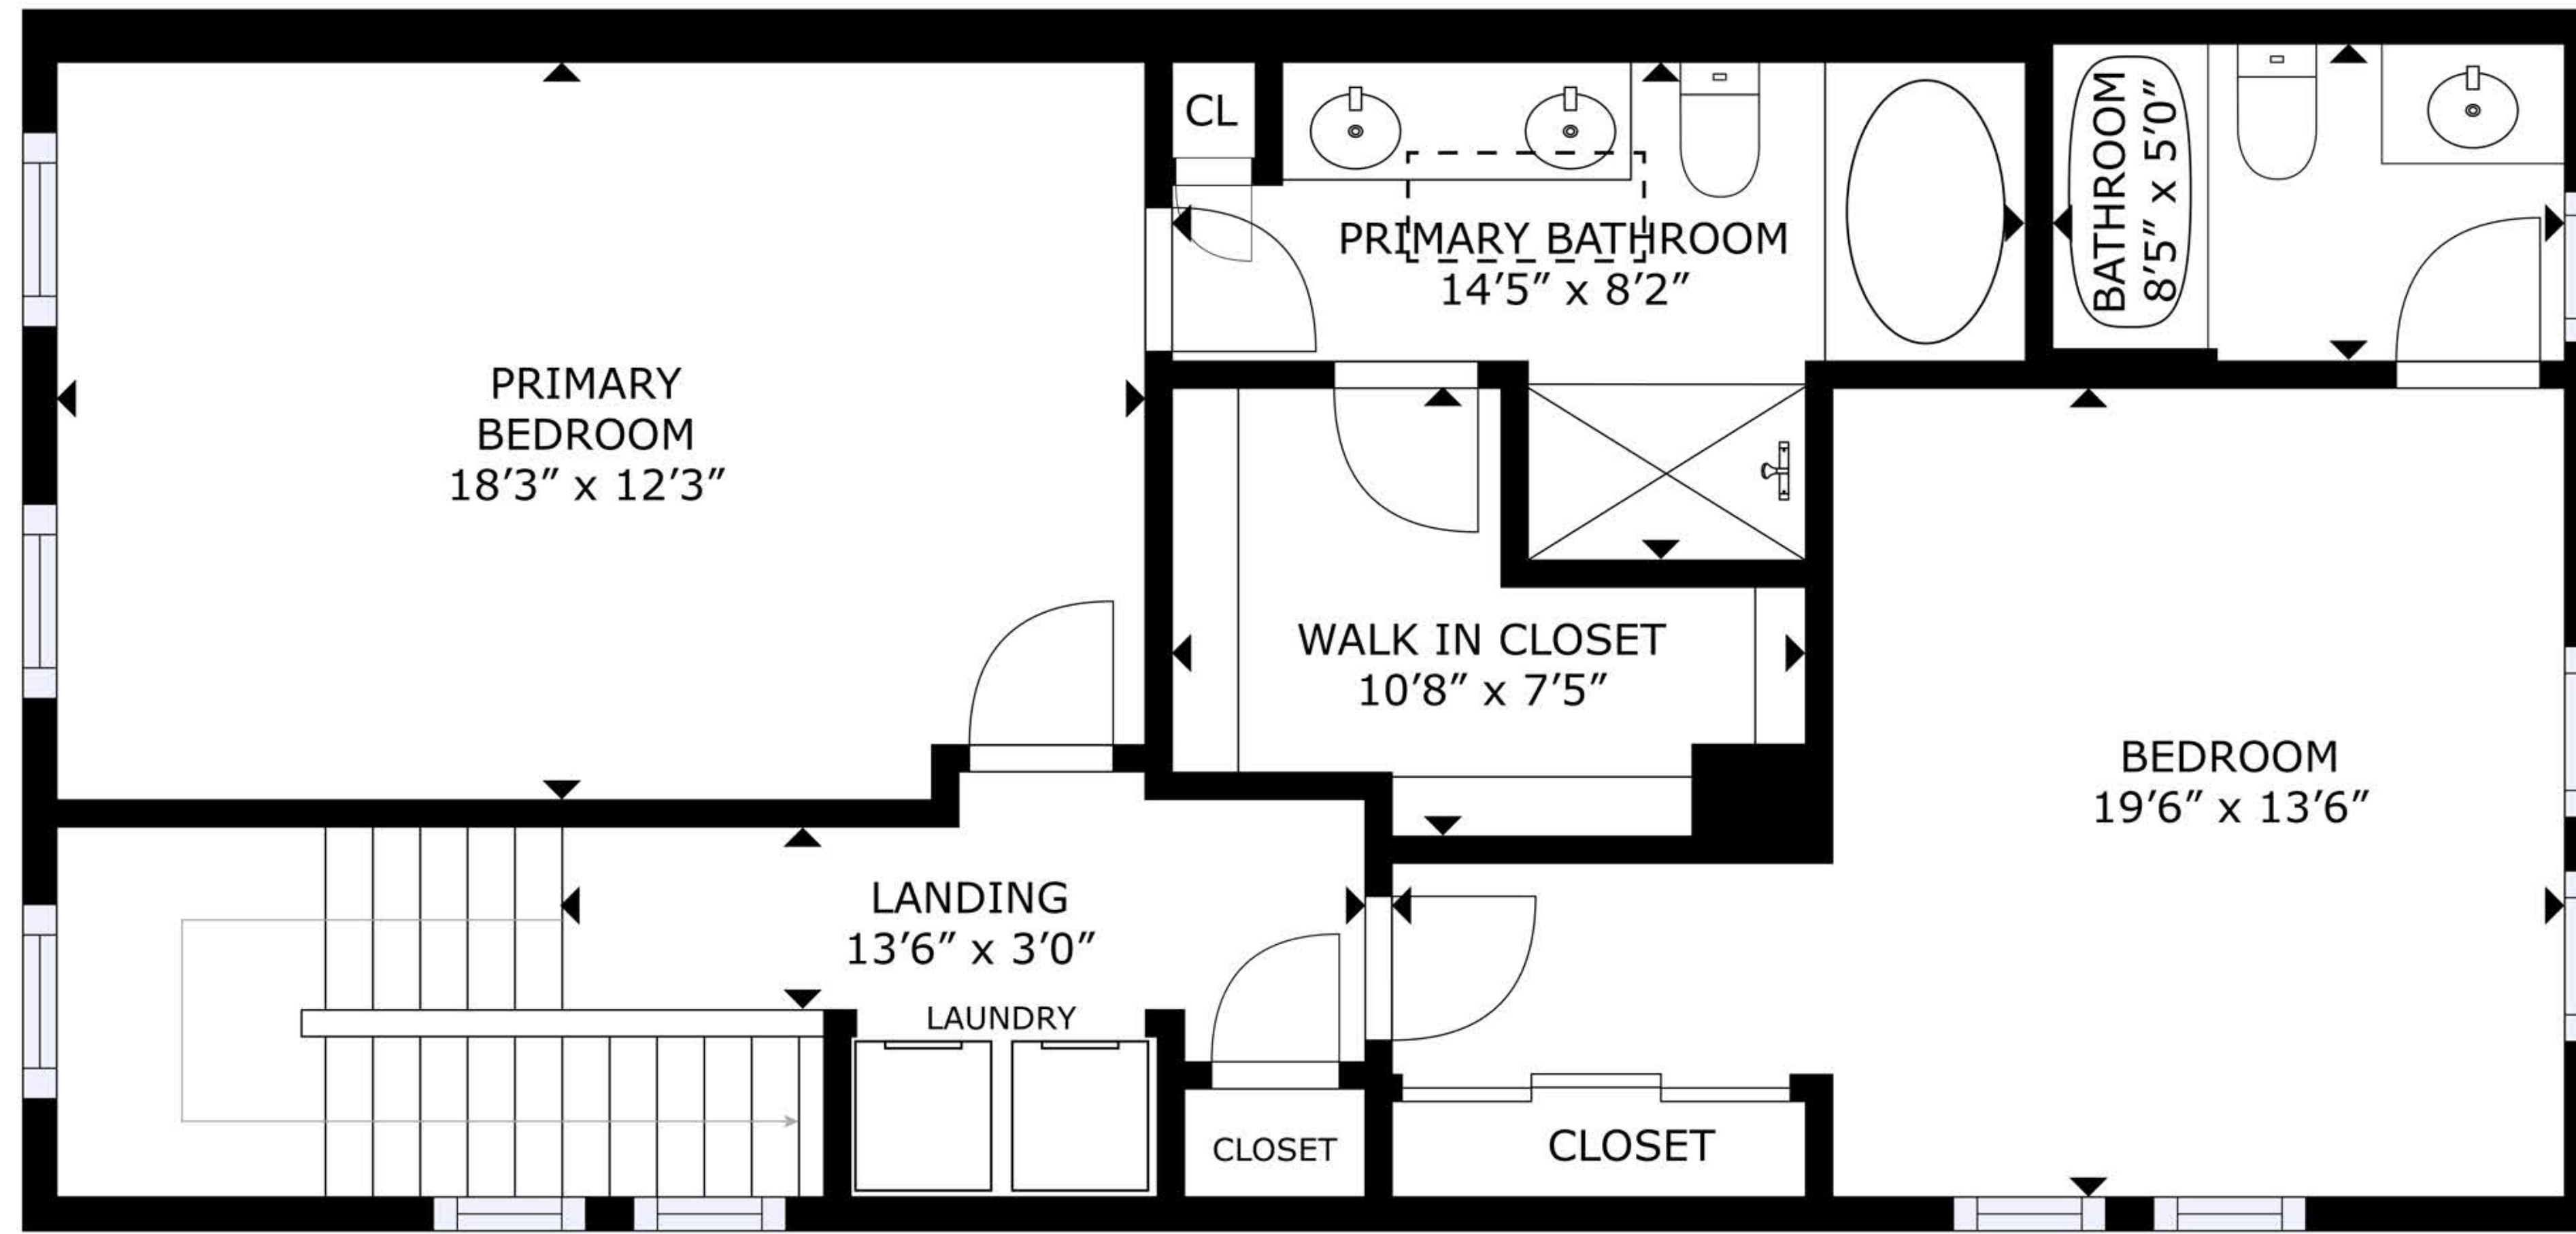 CL
PRIMARY BATHROOM
14′5″ x 8′2″
BATHROOM
8′5″ x 5′0″
PRIMARY
BEDROOM
18′3″ x 12′3″
WALK IN CLOSET
10′8″ x 7′5″
BEDROOM
19′6″ x 13′6″
LANDING
13′6″ x 3′0″
LAUNDRY
CLOSET
CLOSET